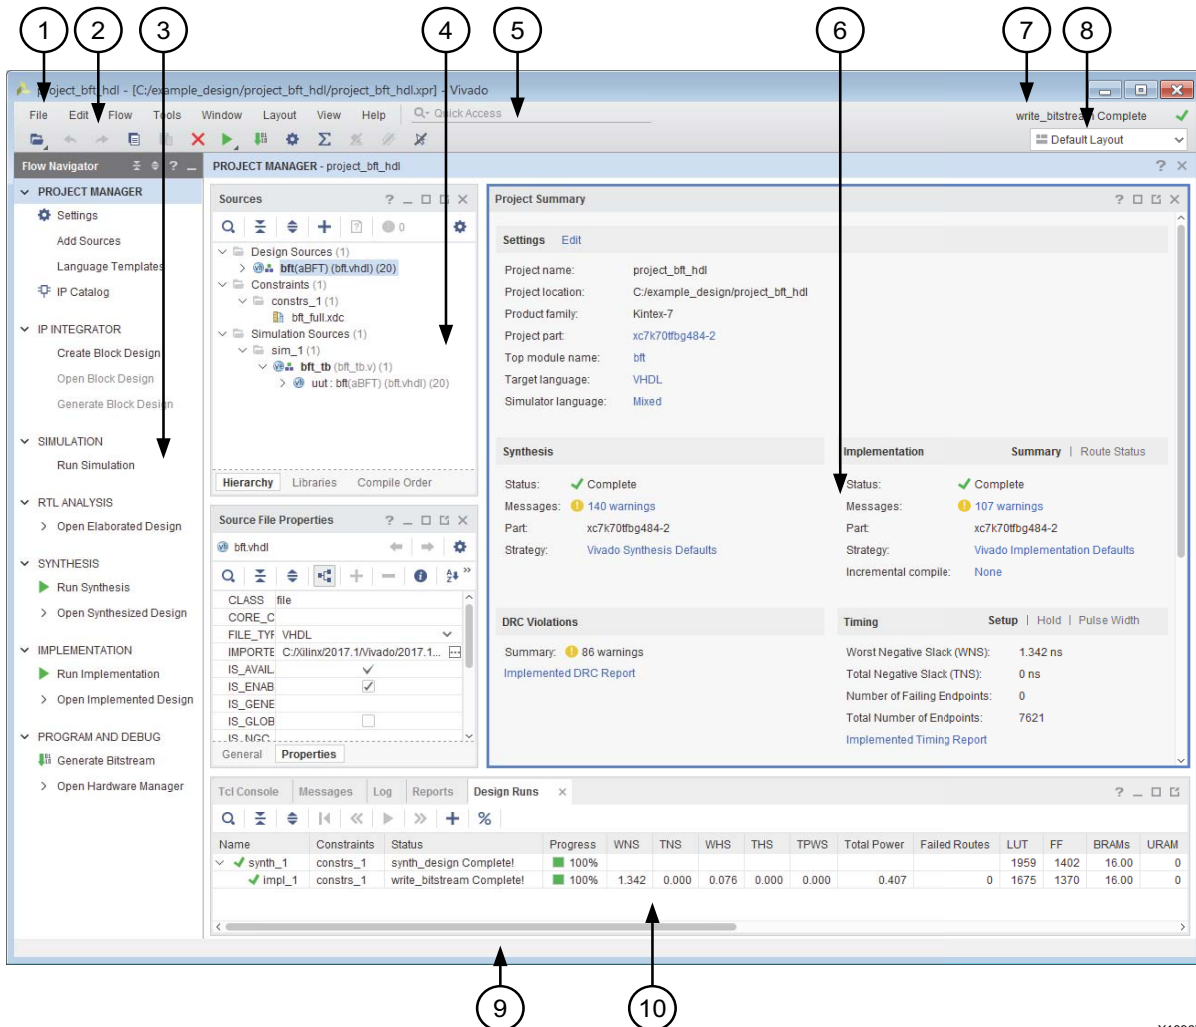 1 2 3 4 5 6 7 8
project_bft_hdl - [C:/example_design/project_bft_hdl/project_bft_hdl.xpr] - Vivado
File Edit Flow Tools Window Layout View Help Quick Access
write_bitstream Complete
Default Layout
Flow Navigator
PROJECT MANAGER
Settings
Add Sources
Language Templates
IP Catalog
IP INTEGRATOR
Create Block Design
Open Block Design
Generate Block Design
SIMULATION
Run Simulation
RTL ANALYSIS
Open Elaborated Design
SYNTHESIS
Run Synthesis
Open Synthesized Design
IMPLEMENTATION
Run Implementation
Open Implemented Design
PROGRAM AND DEBUG
Generate Bitstream
Open Hardware Manager
PROJECT MANAGER - project_bft_hdl
Sources
0
Design Sources (1)
bft(aBFT) (bft.vhdl) (20)
Constraints (1)
constrs_1 (1)
bft_full.xdc
Simulation Sources (1)
sim_1 (1)
bft_tb (bft_tb.v) (1)
uut : bft(aBFT) (bft.vhdl) (20)
Hierarchy Libraries Compile Order
Source File Properties
bft.vhdl
CLASS file
CORE_C
FILE_TYF VHDL
IMPORTE C:/Xilinx/2017.1/Vivado/2017.1...
IS_AVAIL.
IS_ENAB
IS_GENE
IS_GLOB
IS_NGC
General Properties
Project Summary
Settings Edit
Project name: project_bft_hdl
Project location: C:/example_design/project_bft_hdl
Product family: Kintex-7
Project part: xc7k70tfbg484-2
Top module name: bft
Target language: VHDL
Simulator language: Mixed
Synthesis
Status: Complete
Messages: 140 warnings
Part: xc7k70tfbg484-2
Strategy: Vivado Synthesis Defaults
Implementation Summary | Route Status
Status: Complete
Messages: 107 warnings
Part: xc7k70tfbg484-2
Strategy: Vivado Implementation Defaults
Incremental compile: None
DRC Violations
Summary: 86 warnings
Implemented DRC Report
Timing Setup | Hold | Pulse Width
Worst Negative Slack (WNS): 1.342 ns
Total Negative Slack (TNS): 0 ns
Number of Failing Endpoints: 0
Total Number of Endpoints: 7621
Implemented Timing Report
Tcl Console Messages Log Reports Design Runs
Name Constraints Status Progress WNS TNS WHS THS TPWS Total Power Failed Routes LUT FF BRAMs URAM
synth_1 constrs_1 synth_design Complete! 100% 1959 1402 16.00 0
impl_1 constrs_1 write_bitstream Complete! 100% 1.342 0.000 0.076 0.000 0.000 0.407 0 1675 1370 16.00 0
9 10